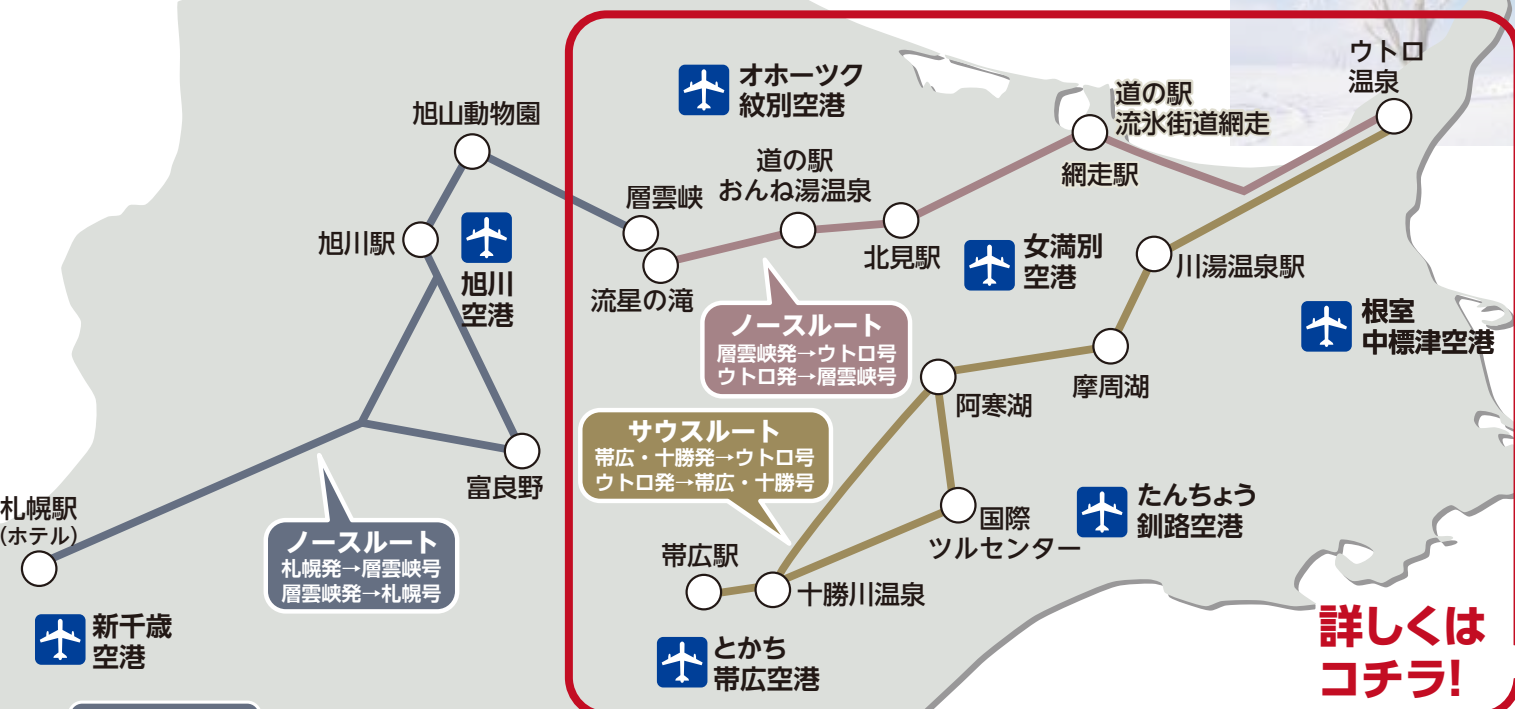 ウトロ
温泉
オホーツク
紋別空港
道の駅
流氷街道網走
旭山動物園
道の駅
おんね湯温泉
網走駅
層雲峡
旭川駅
北見駅
女満別
空港
川湯温泉駅
旭川
空港
流星の滝
根室
中標津空港
ノースルート
層雲峡発→ウトロ号
ウトロ発→層雲峡号
摩周湖
阿寒湖
サウスルート
帯広・十勝発→ウトロ号
ウトロ発→帯広・十勝号
富良野
札幌駅
(ホテル)
たんちょう
釧路空港
国際
ツルセンター
ノースルート
札幌発→層雲峡号
層雲峡発→札幌号
帯広駅
十勝川温泉
新千歳
空港
とかち
帯広空港
詳しくは
コチラ!